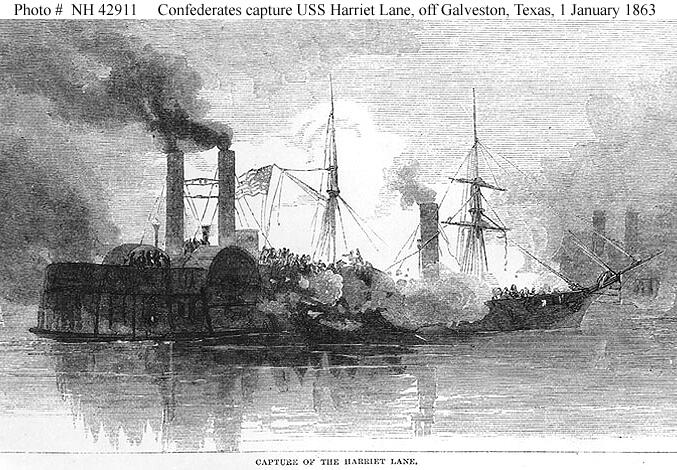 Photo # NH 42911 Confederates capture USS Harriet Lane, off Galveston, Texas, 1 January 1863
CAPTURE OF THE HARRIET LANE.